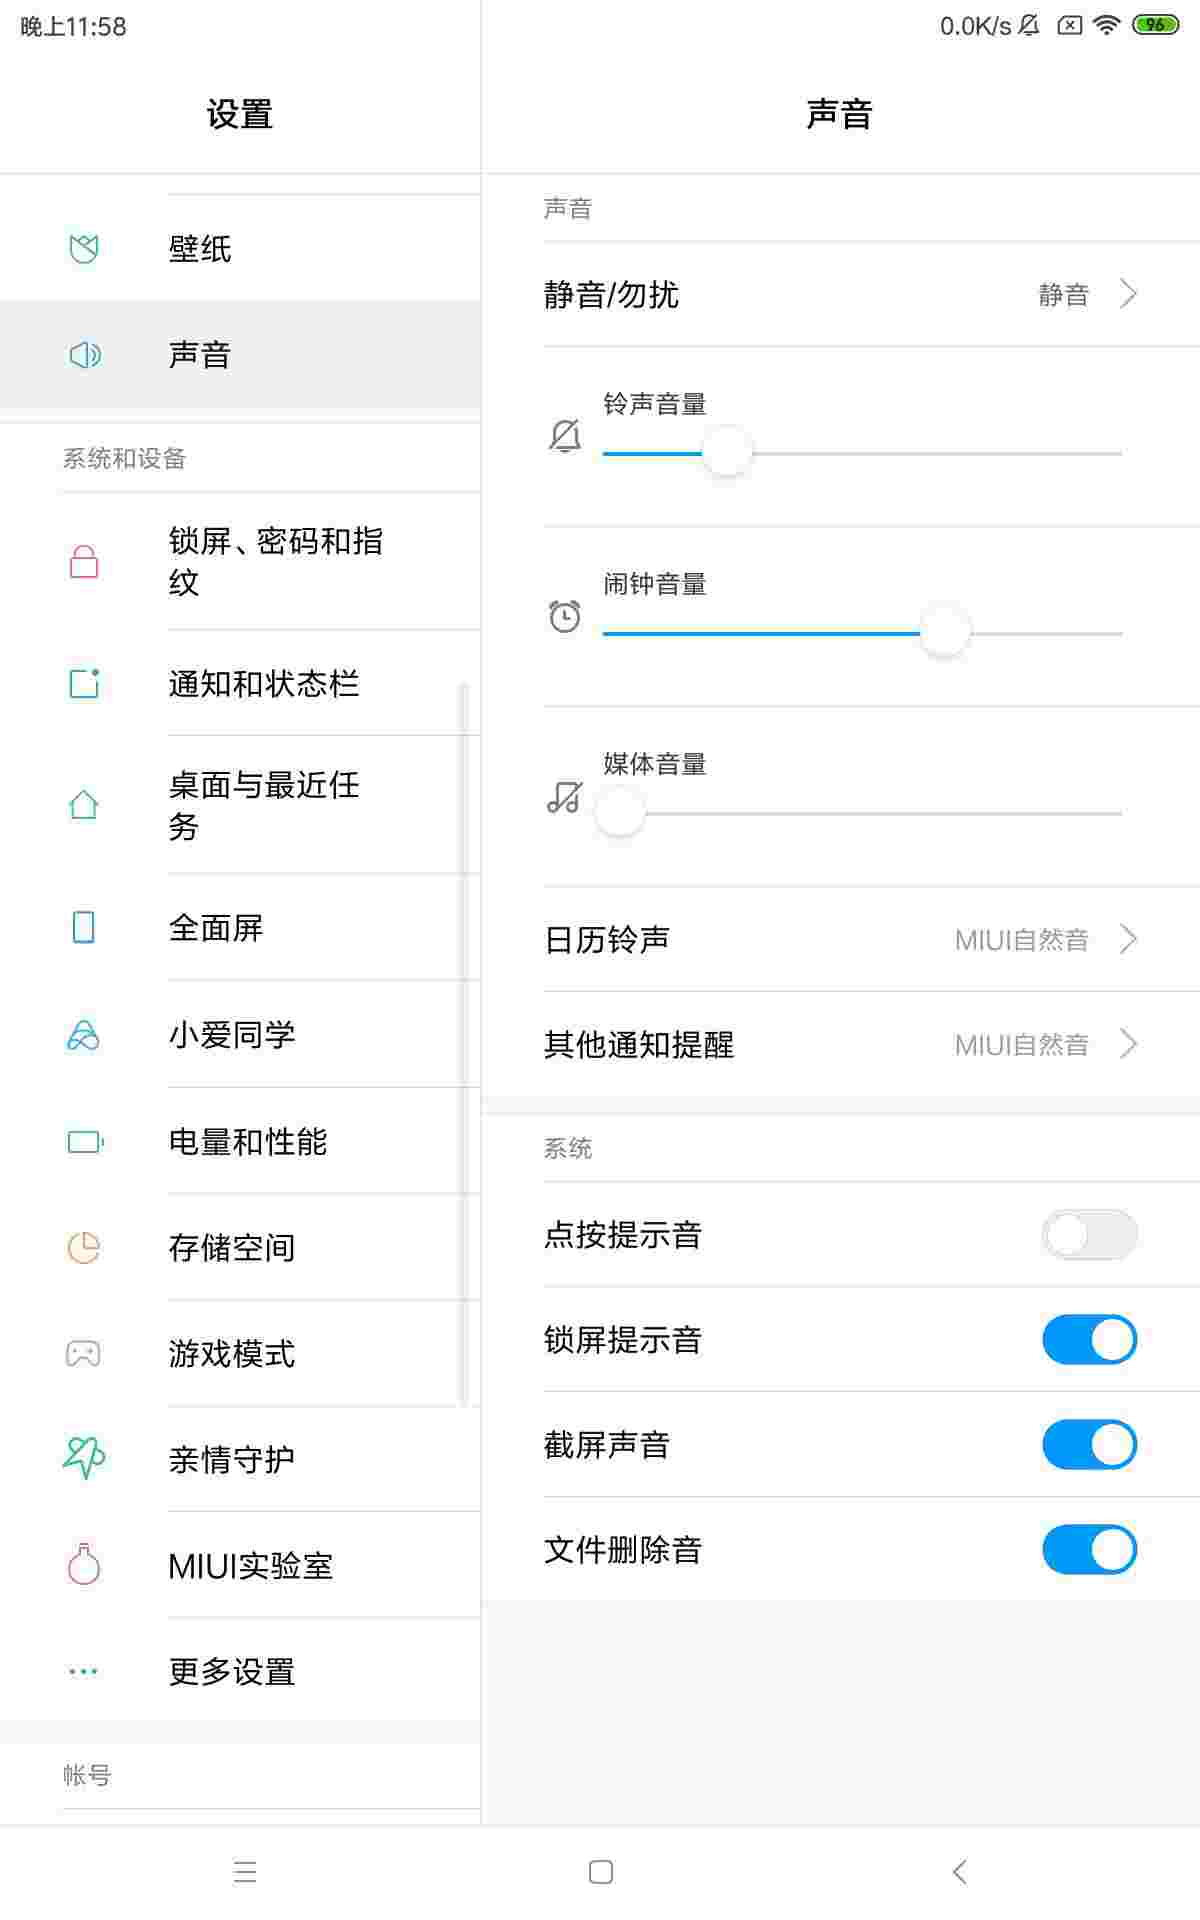 晚上11:58
0.0K/s
96
设置
壁纸
声音
系统和设备
锁屏、密码和指
纹
通知和状态栏
桌面与最近任
务
全面屏
小爱同学
电量和性能
存储空间
游戏模式
亲情守护
MIUI实验室
更多设置
帐号
声音
声音
静音/勿扰
静音
铃声音量
闹钟音量
媒体音量
日历铃声
MIUI自然音
其他通知提醒
MIUI自然音
系统
点按提示音
锁屏提示音
截屏声音
文件删除音